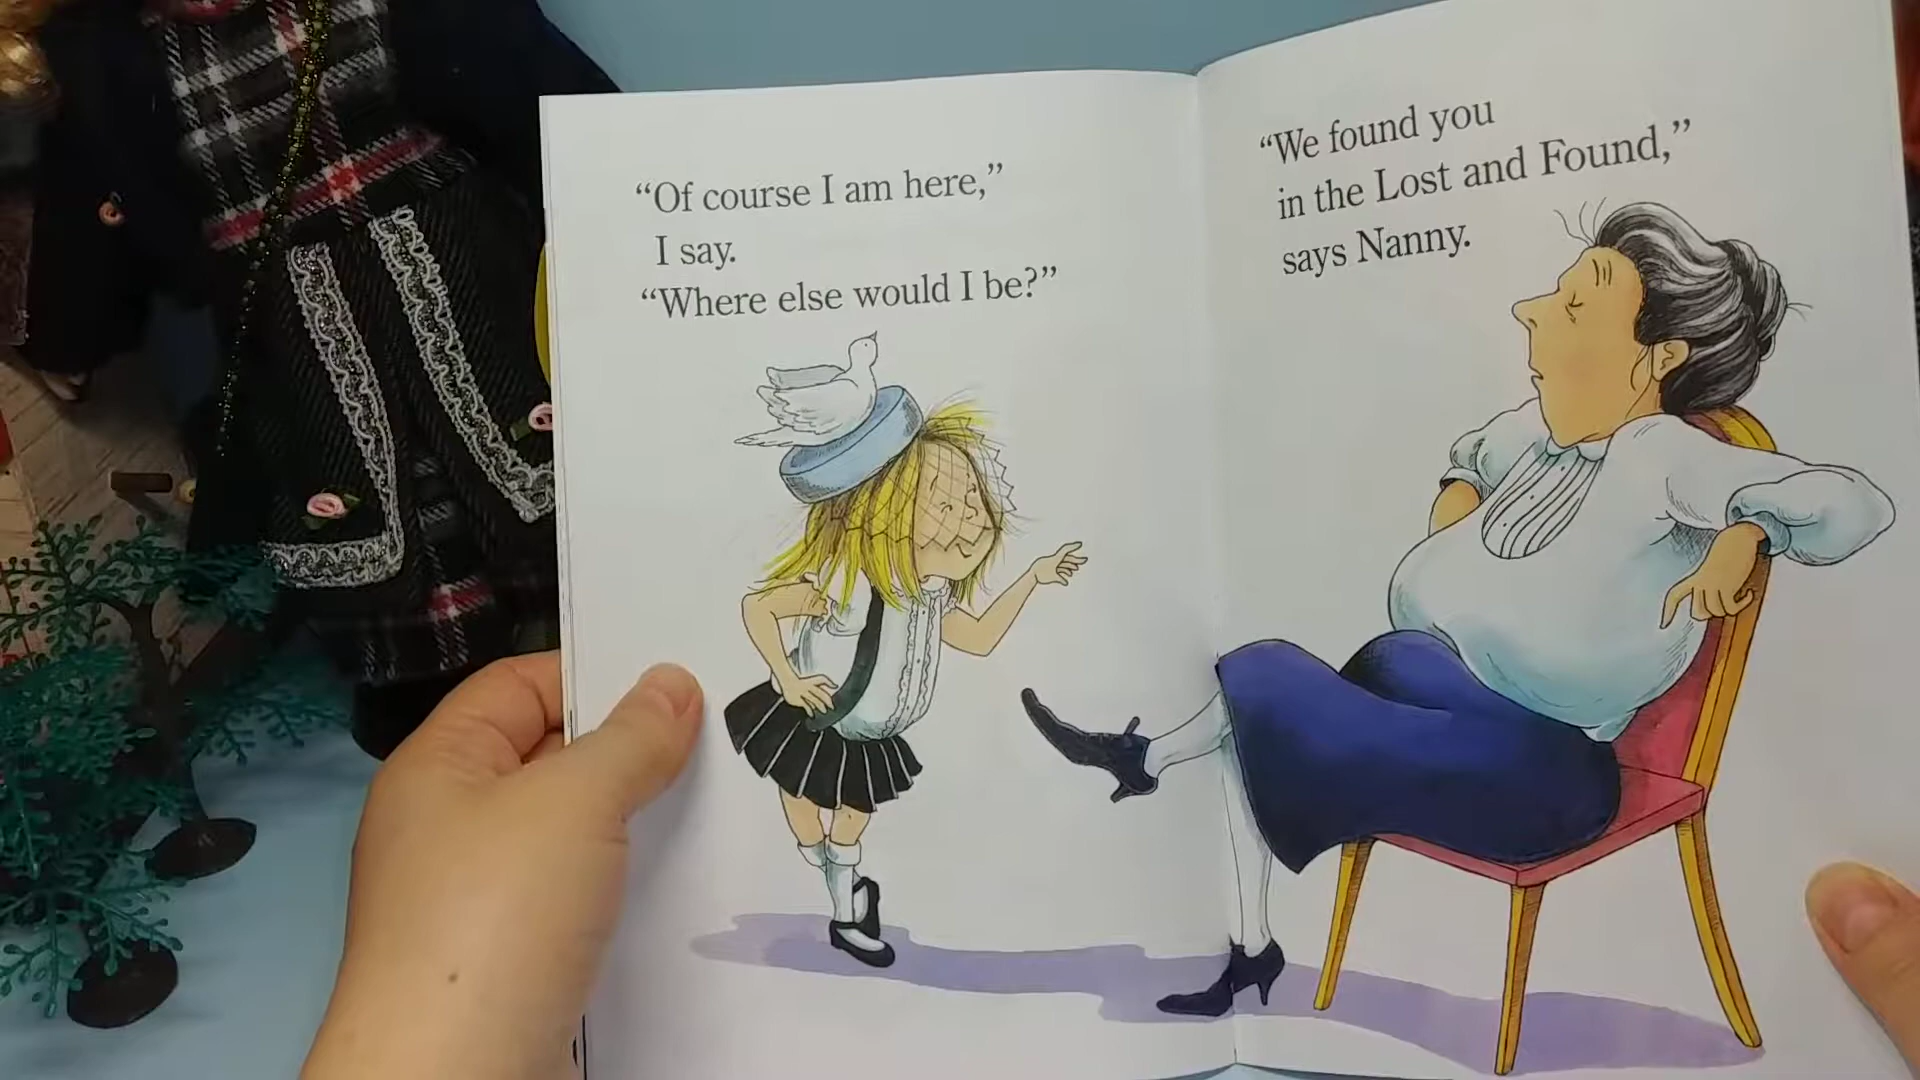 “Of course I am here,”
I say.
“Where else would I be?”
“We found you
in the Lost and Found,”
says Nanny.